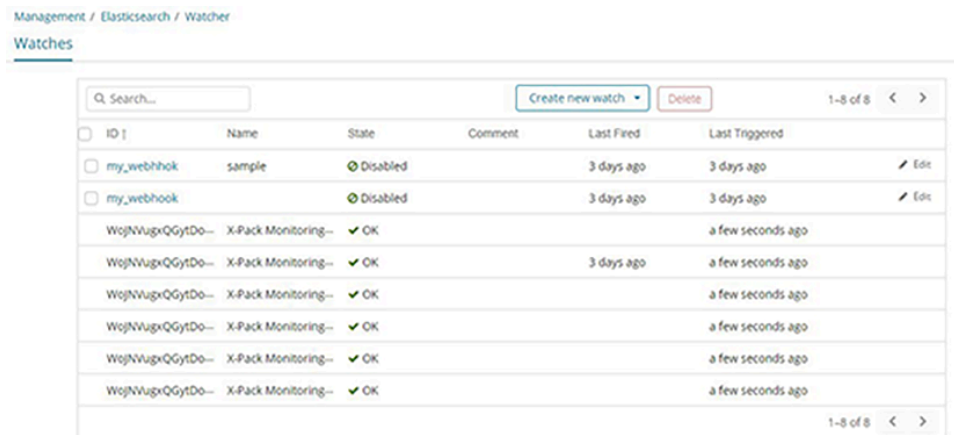 Management / Elasticsearch / Watcher
Watches
Search... Create new watch Delete 1–8 of 8 < >
ID ↑ Name State Comment Last Fired Last Triggered
my_webhhok sample Disabled 3 days ago 3 days ago Edit
my_webhook Disabled 3 days ago 3 days ago Edit
WoJNVugxQGytDo... X-Pack Monitoring... OK a few seconds ago
WoJNVugxQGytDo... X-Pack Monitoring... OK 3 days ago a few seconds ago
WoJNVugxQGytDo... X-Pack Monitoring... OK a few seconds ago
WoJNVugxQGytDo... X-Pack Monitoring... OK a few seconds ago
WoJNVugxQGytDo... X-Pack Monitoring... OK a few seconds ago
WoJNVugxQGytDo... X-Pack Monitoring... OK a few seconds ago
1–8 of 8 < >